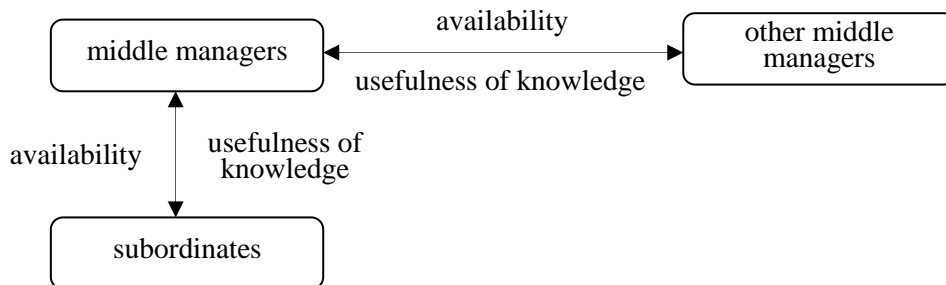 availability
middle managers
other middle
managers
usefulness of knowledge
availability
usefulness of
knowledge
subordinates